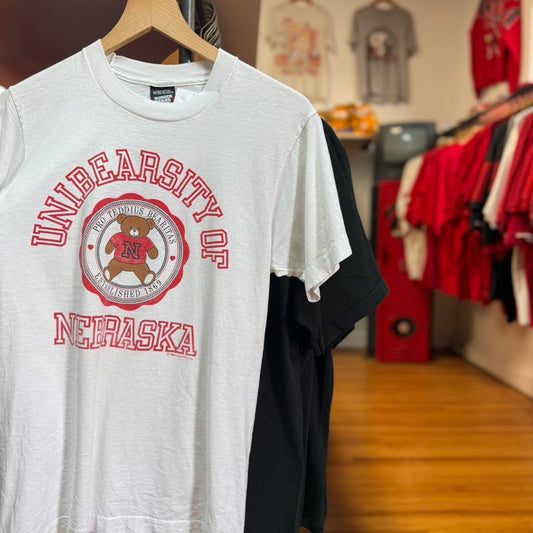 UNIBEARSITY OF
PRO TEDDIUS BEARITAS
N
ESTABLISHED 1869
NEBRASKA